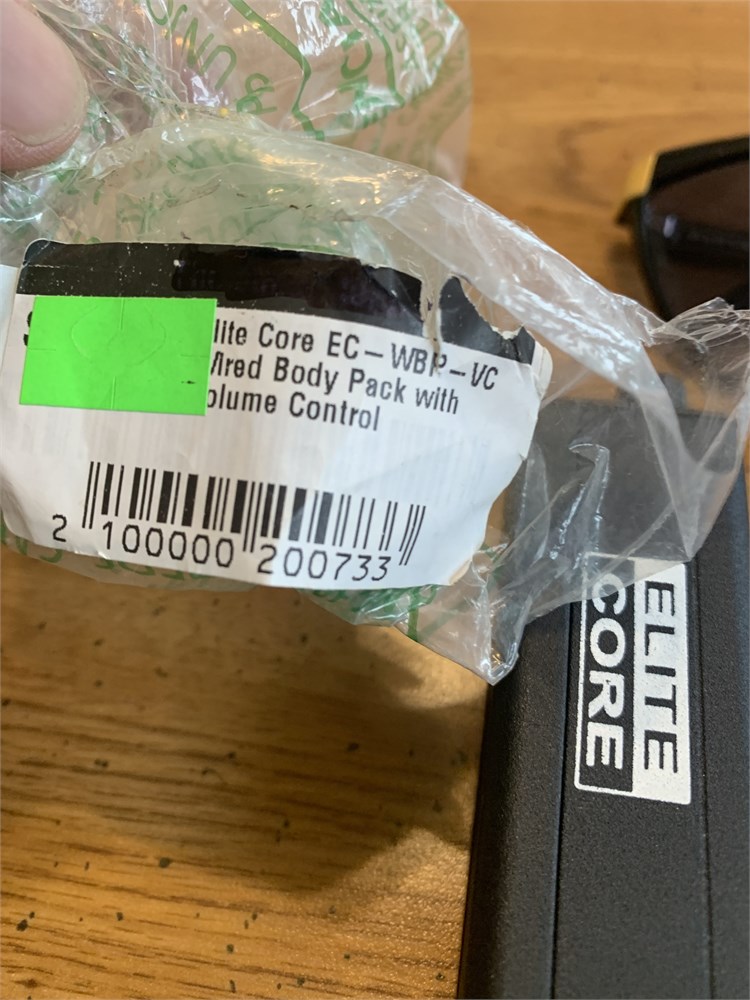 lite Core EC-WBP-VC
Wired Body Pack with
olume Control
2 100000 200733
ELITE
CORE